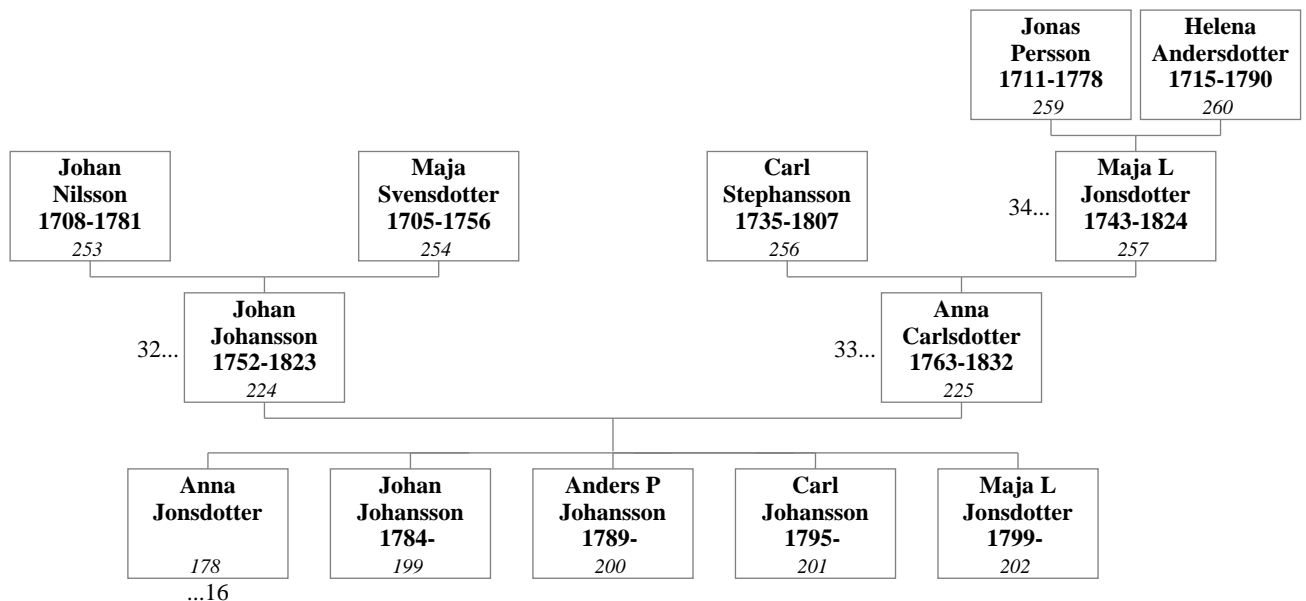 Jonas
Persson
1711-1778
259
Helena
Andersdotter
1715-1790
260
Johan
Nilsson
1708-1781
253
Maja
Svensdotter
1705-1756
254
Carl
Stephansson
1735-1807
256
34...
Maja L
Jonsdotter
1743-1824
257
32...
Johan
Johansson
1752-1823
224
33...
Anna
Carlsdotter
1763-1832
225
Anna
Jonsdotter
178
...16
Johan
Johansson
1784-
199
Anders P
Johansson
1789-
200
Carl
Johansson
1795-
201
Maja L
Jonsdotter
1799-
202